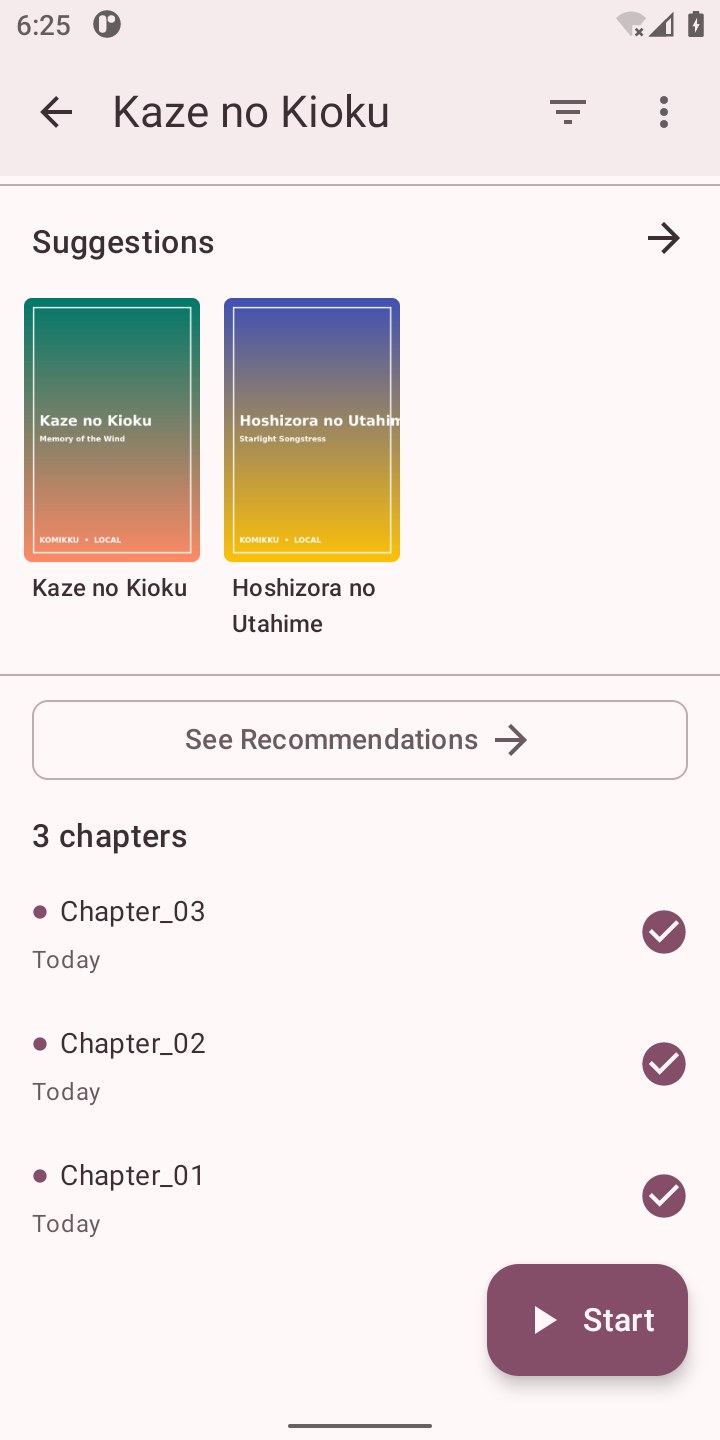 6:25
Kaze no Kioku
Suggestions
Kaze no Kioku
Memory of the Wind
KOMIKKU • LOCAL
Hoshizora no Utahim
Starlight Songstress
KOMIKKU • LOCAL
Kaze no Kioku
Hoshizora no
Utahime
See Recommendations
3 chapters
Chapter_03
Today
Chapter_02
Today
Chapter_01
Today
Start